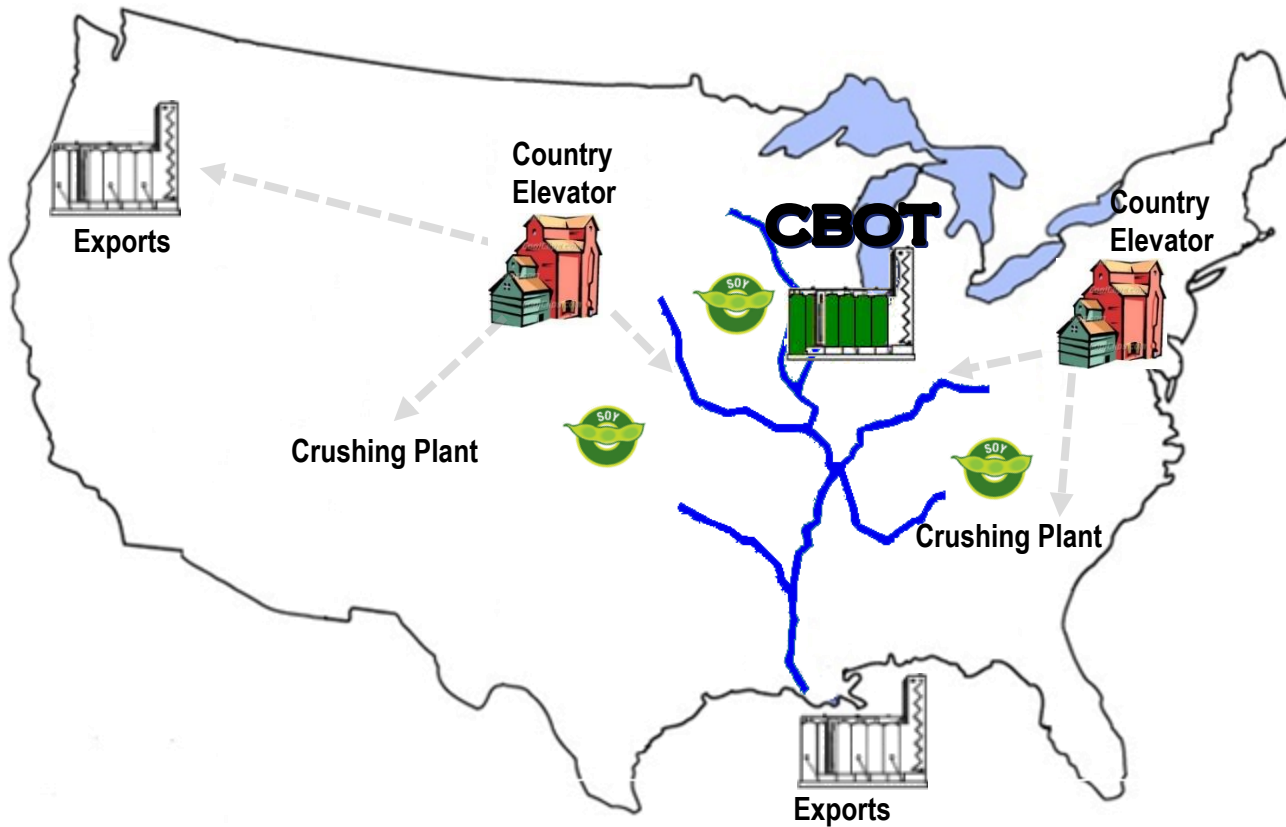 Country
Elevator
CBOT
Country
Elevator
Exports
SOY
SOY
Crushing Plant
SOY
Crushing Plant
Exports